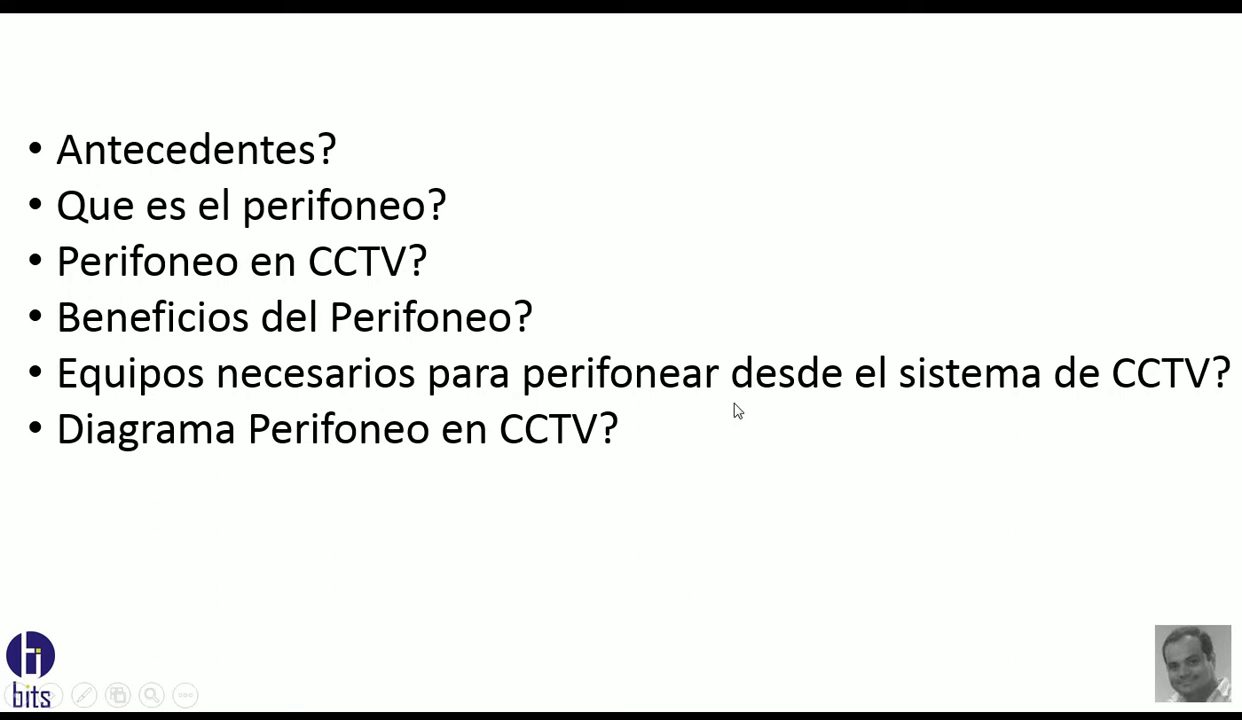 • Antecedentes?
• Que es el perifoneo?
• Perifoneo en CCTV?
• Beneficios del Perifoneo?
• Equipos necesarios para perifonear desde el sistema de CCTV?
• Diagrama Perifoneo en CCTV?
bits